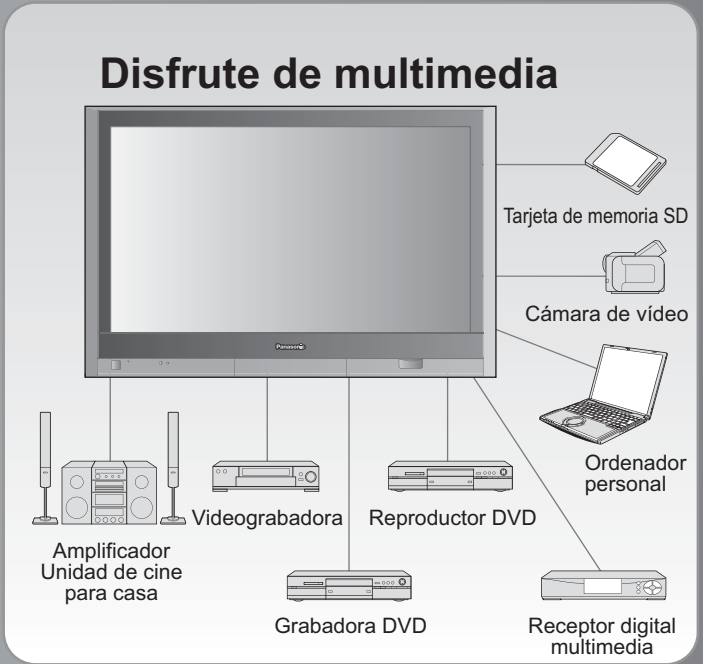 Disfrute de multimedia
Tarjeta de memoria SD
Cámara de vídeo
Panasonic
Ordenador
personal
Videograbadora
Reproductor DVD
Amplificador
Unidad de cine
para casa
Grabadora DVD
Receptor digital
multimedia